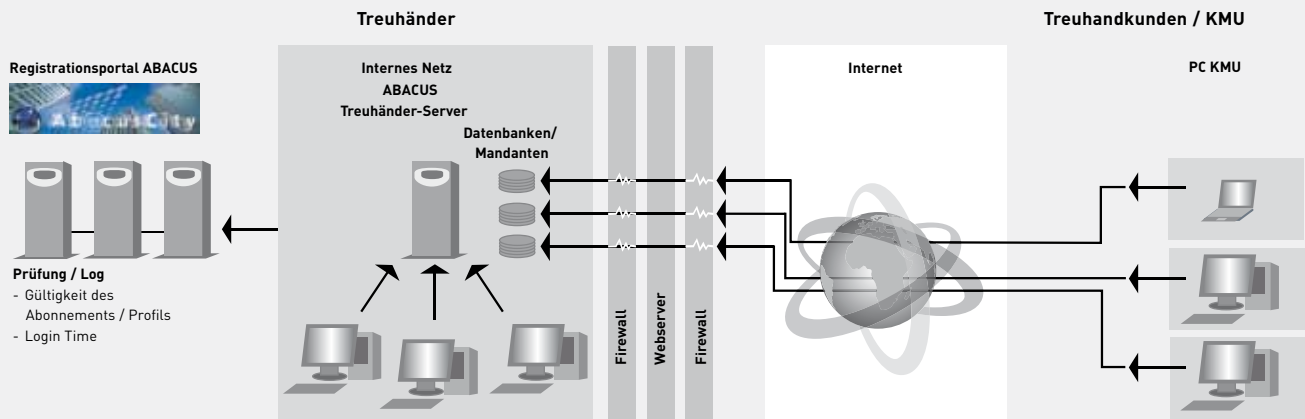 Treuhänder
Treuhandkunden / KMU
Registrationsportal ABACUS
AbacusCity
Prüfung / Log
- Gültigkeit des
Abonnements / Profils
- Login Time
Internes Netz
ABACUS
Treuhänder-Server
Datenbanken/
Mandanten
Firewall
Webserver
Firewall
Internet
PC KMU